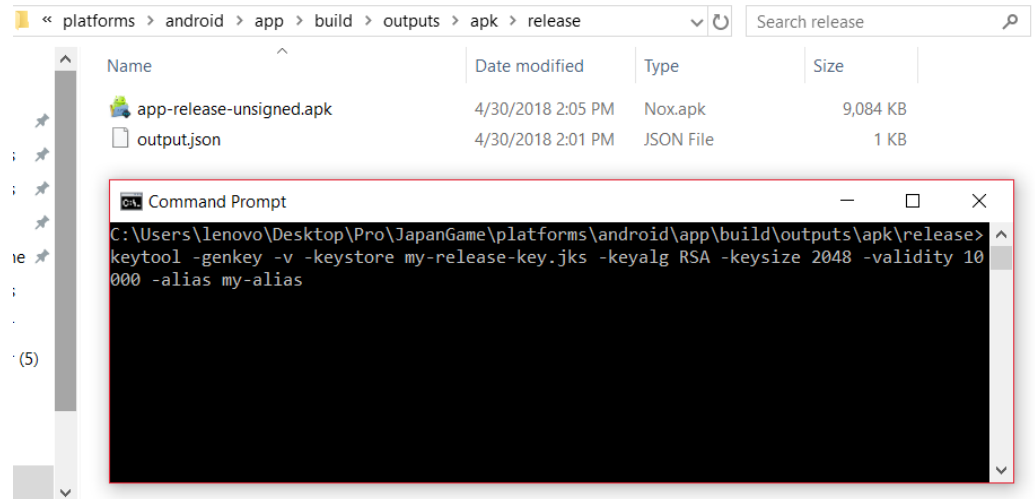 « platforms > android > app > build > outputs > apk > release Search release
Name Date modified Type Size
app-release-unsigned.apk 4/30/2018 2:05 PM Nox.apk 9,084 KB
output.json 4/30/2018 2:01 PM JSON File 1 KB
Command Prompt
C:\Users\lenovo\Desktop\Pro\JapanGame\platforms\android\app\build\outputs\apk\release>
keytool -genkey -v -keystore my-release-key.jks -keyalg RSA -keysize 2048 -validity 10
000 -alias my-alias
(5)